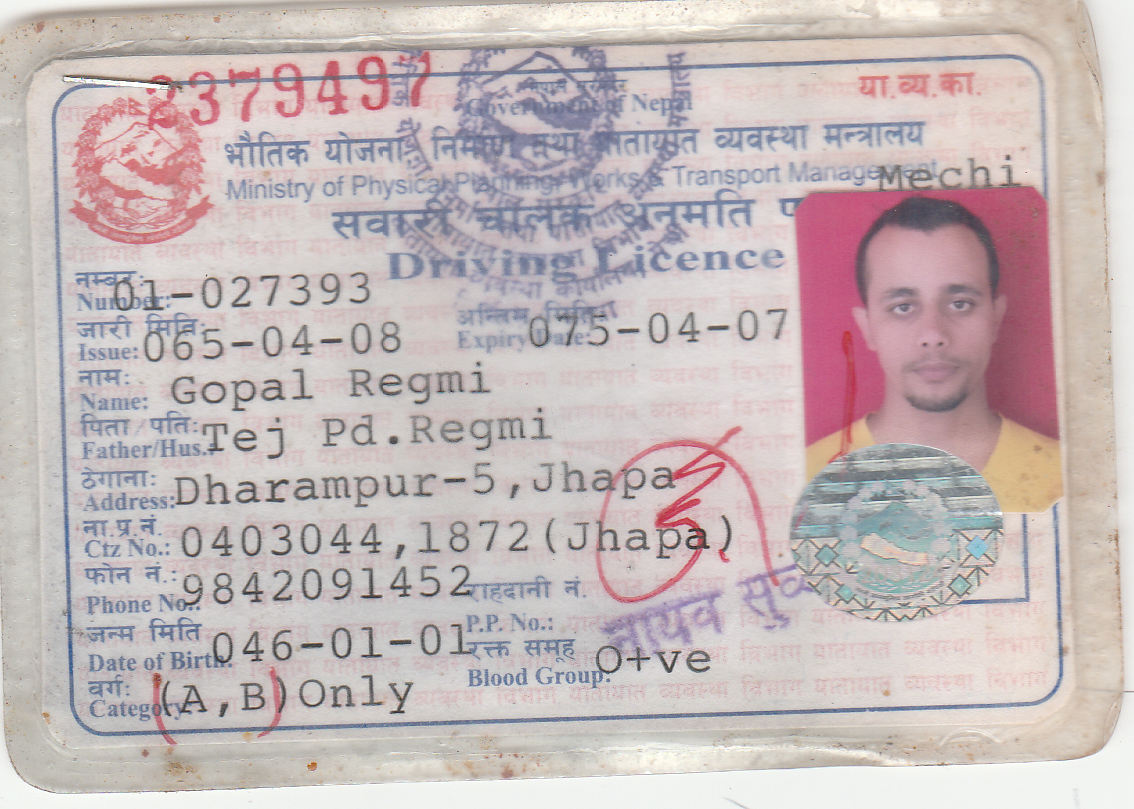 2379497
या.व्य.का.
Government of Nepal
भौतिक योजना, निर्माण तथा यातायात व्यवस्था मन्त्रालय
Ministry of Physical Planning, Works & Transport Management
Mechi
सवारी चालक अनुमति
Driving Licence
नम्बर:
Number: 01-027393
जारी मिति: अन्तिम मिति
Issue: 065-04-08 Expiry Date: 075-04-07
नाम:
Name: Gopal Regmi
पिता/पति:
Father/Hus.: Tej Pd.Regmi
ठेगाना:
Address: Dharampur-5,Jhapa
ना.प्र.नं.
Ctz No.: 0403044,1872(Jhapa)
फोन नं.: राहदानी नं.
Phone No.: 9842091452 P.P. No.:
जन्म मिति रक्त समूह
Date of Birth: 046-01-01 Blood Group: O+ve
वर्ग:
Category (A,B)Only
नायव सुव्